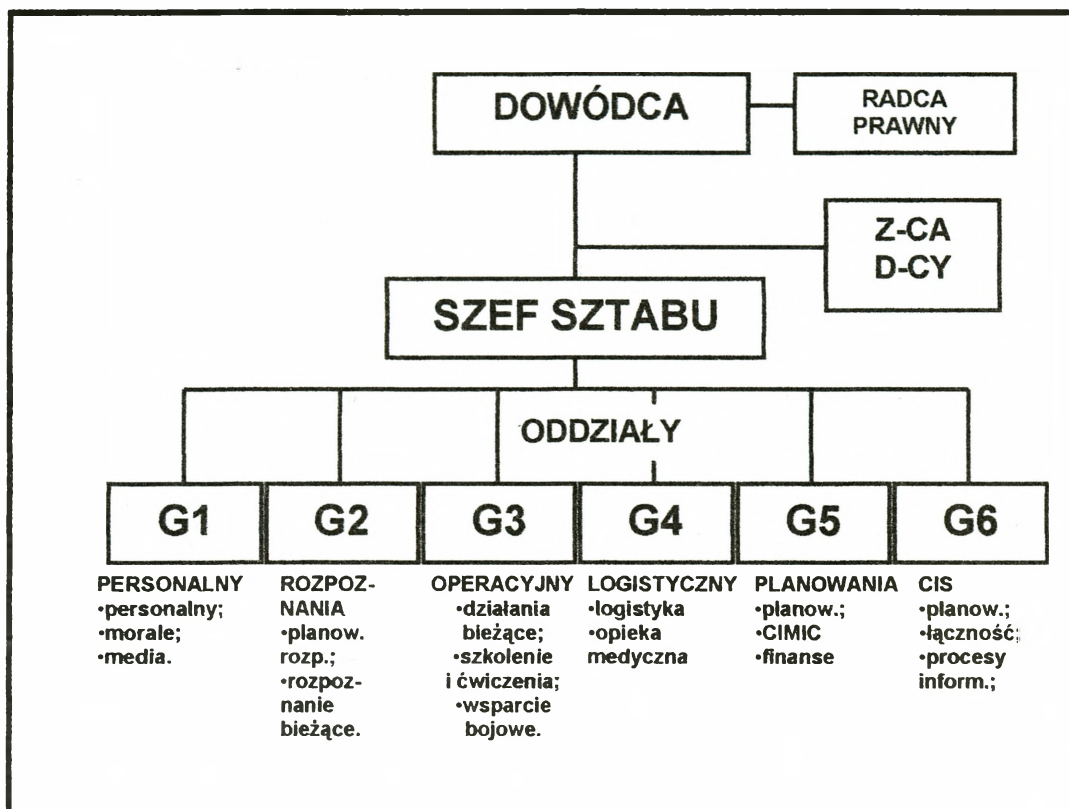 DOWÓDCA
RADCA
PRAWNY
Z-CA
D-CY
SZEF SZTABU
ODDZIAŁY
G1
G2
G3
G4
G5
G6
PERSONALNY
•personalny;
•morale;
•media.
ROZPOZ-
NANIA
•planow.
rozp.;
•rozpoz-
nanie
bieżące.
OPERACYJNY
•działania
bieżące;
•szkolenie
i ćwiczenia;
•wsparcie
bojowe.
LOGISTYCZNY
•logistyka
•opieka
medyczna
PLANOWANIA
•planow.;
•CIMIC
•finanse
CIS
•planow.;
•łączność;
•procesy
inform.;